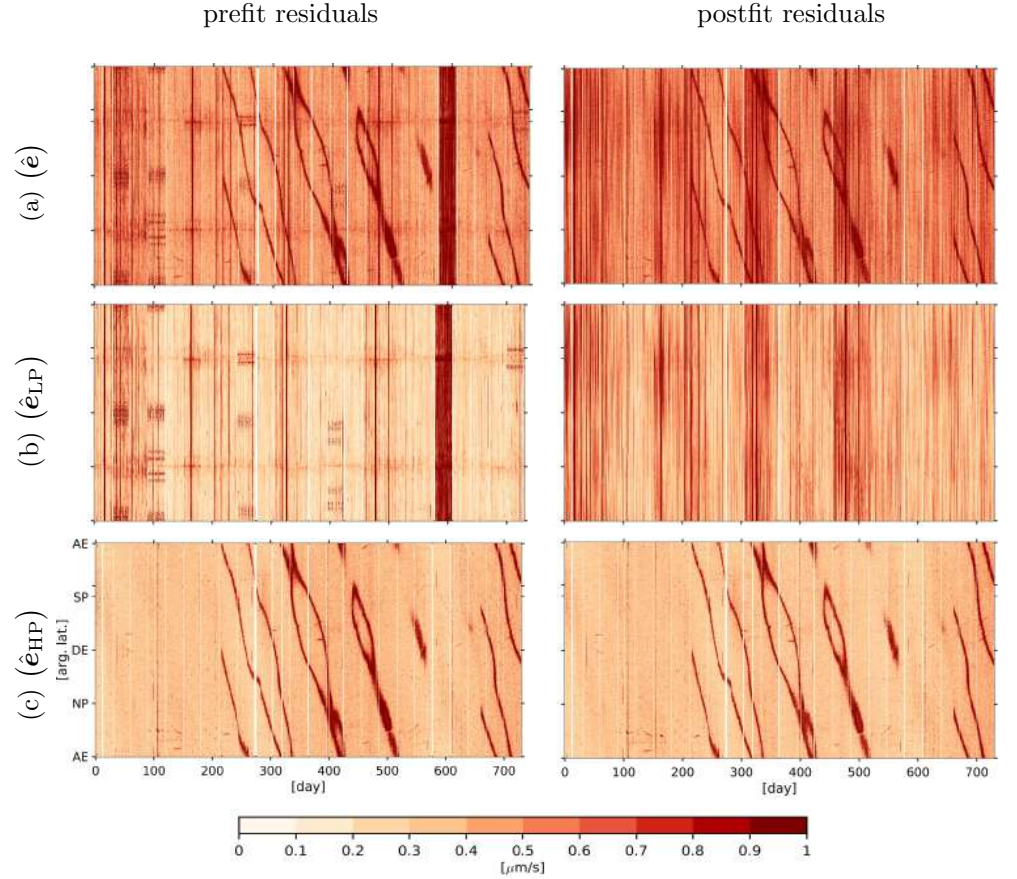 prefit residuals
postfit residuals
(a) (ê)
(b) (ê_LP)
(c) (ê_HP)
AE
SP
DE
NP
AE
[arg. lat.]
0 100 200 300 400 500 600 700
[day]
0 100 200 300 400 500 600 700
[day]
0 0.1 0.2 0.3 0.4 0.5 0.6 0.7 0.8 0.9 1
[μm/s]